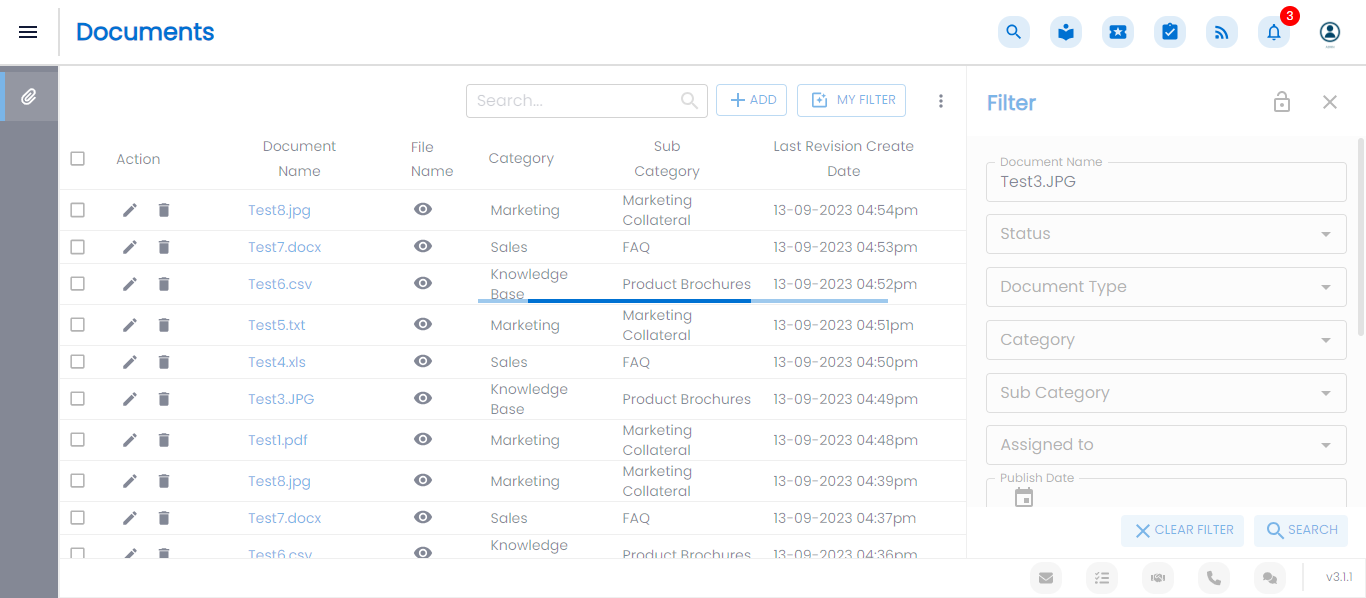 Documents
3
Search...
ADD
MY FILTER
Filter
Action
Document
Name
File
Name
Category
Sub
Category
Last Revision Create
Date
Test8.jpg
Marketing
Marketing
Collateral
13-09-2023 04:54pm
Test7.docx
Sales
FAQ
13-09-2023 04:53pm
Test6.csv
Knowledge
Base
Product Brochures
13-09-2023 04:52pm
Test5.txt
Marketing
Marketing
Collateral
13-09-2023 04:51pm
Test4.xls
Sales
FAQ
13-09-2023 04:50pm
Test3.JPG
Knowledge
Base
Product Brochures
13-09-2023 04:49pm
Test1.pdf
Marketing
Marketing
Collateral
13-09-2023 04:48pm
Test8.jpg
Marketing
Marketing
Collateral
13-09-2023 04:39pm
Test7.docx
Sales
FAQ
13-09-2023 04:37pm
Test6.csv
Knowledge
Product Brochures
13-09-2023 04:36pm
Document Name
Test3.JPG
Status
Document Type
Category
Sub Category
Assigned to
Publish Date
CLEAR FILTER
SEARCH
v3.1.1